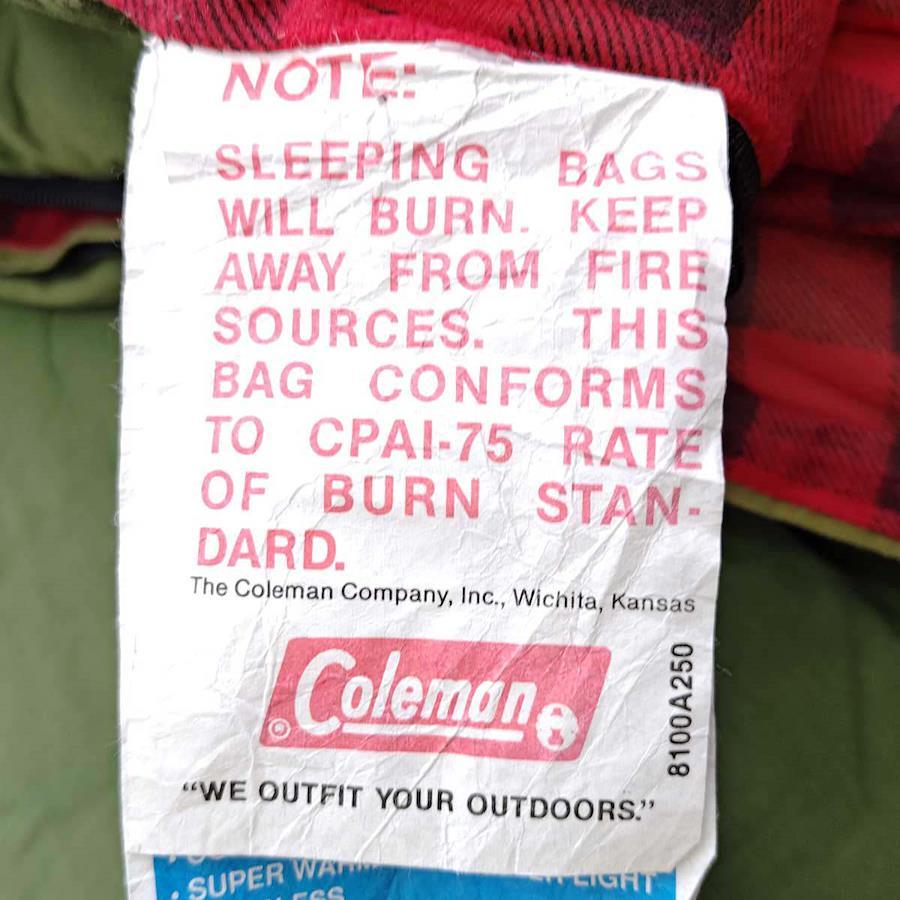 NOTE:
SLEEPING BAGS
WILL BURN. KEEP
AWAY FROM FIRE
SOURCES. THIS
BAG CONFORMS
TO CPAI-75 RATE
OF BURN STAN-
DARD.
The Coleman Company, Inc., Wichita, Kansas
® Coleman
8100A250
“WE OUTFIT YOUR OUTDOORS.”
• SUPER LIGHT